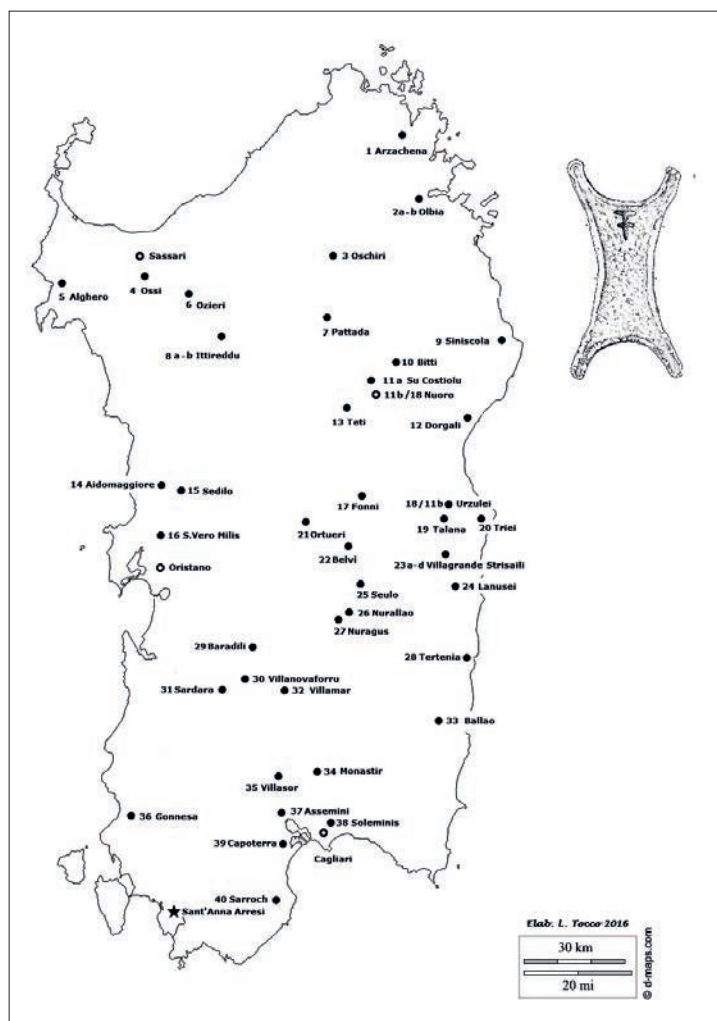 1 Arzachena
2a-b Olbia
Sassari
3 Oschiri
4 Ossi
5 Alghero
6 Ozieri
7 Pattada
8 a-b Ittireddu
9 Siniscola
10 Bitti
11a Su Costiolu
11b/18 Nuoro
13 Teti
12 Dorgali
14 Aidomaggiore
15 Sedilo
17 Fonni
18/11b Urzulei
19 Talana
20 Triei
21 Ortueri
16 S.Vero Milis
22 Belvì
23a-d Villagrande Strisaili
Oristano
25 Seulo
24 Lanusei
26 Nurallao
27 Nuragus
29 Baradili
28 Tertenia
30 Villanovaforru
31 Sardara
32 Villamar
33 Ballao
34 Monastir
35 Villasor
36 Gonnesa
37 Assemini
38 Soleminis
39 Capoterra
Cagliari
40 Sarroch
Sant'Anna Arresi
Elab. L. Tocco 2016
30 km
20 mi
© d-maps.com